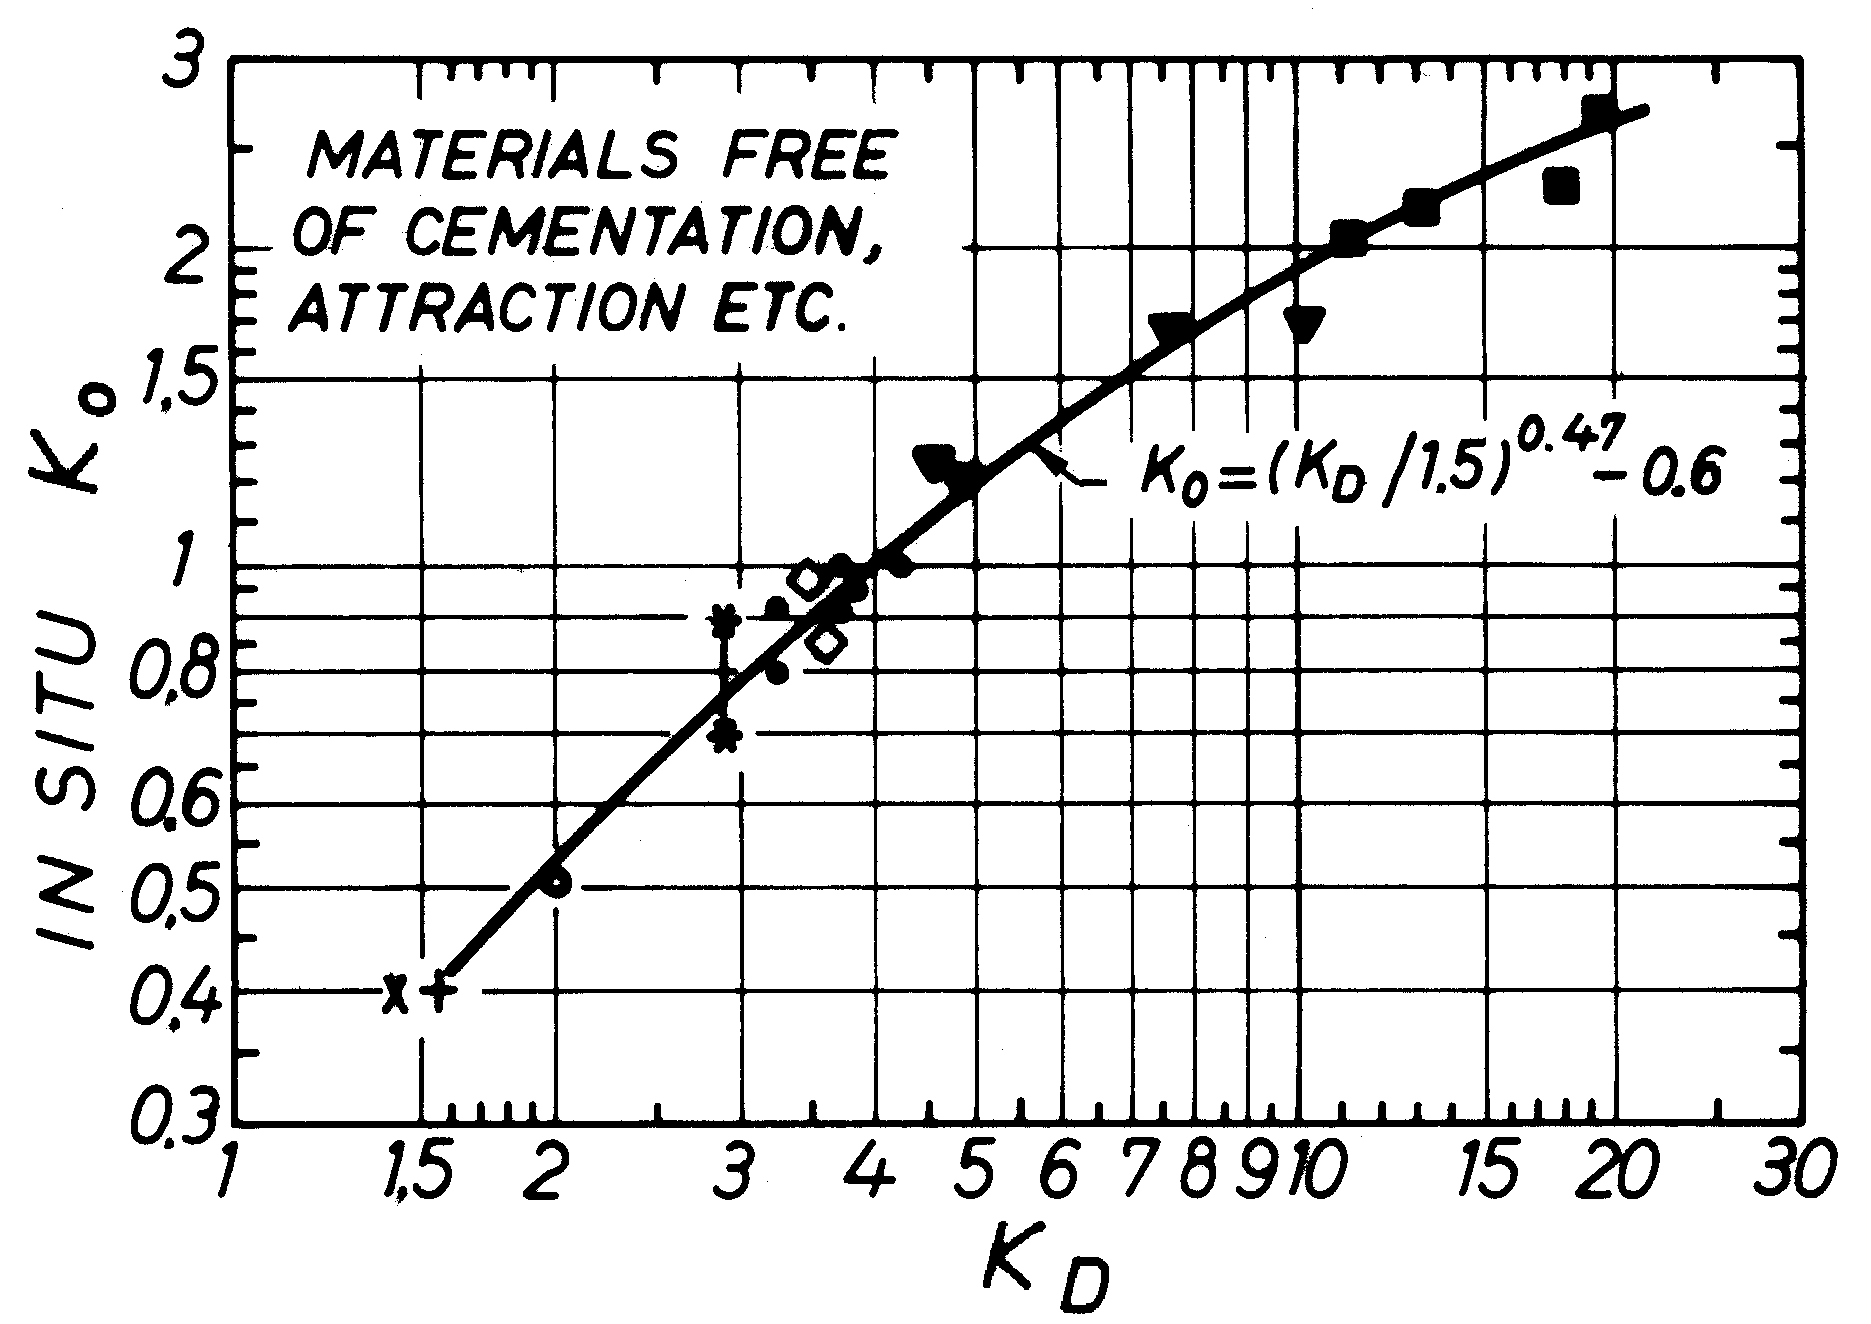 3
MATERIALS FREE
OF CEMENTATION,
ATTRACTION ETC.
2
1,5
K₀=(K_D/1.5)^0.47-0.6
1
0,8
0.6
0,5
0.4
0.3
IN SITU K₀
1 1,5 2 3 4 5 6 7 8 9 10 15 20 30
K_D